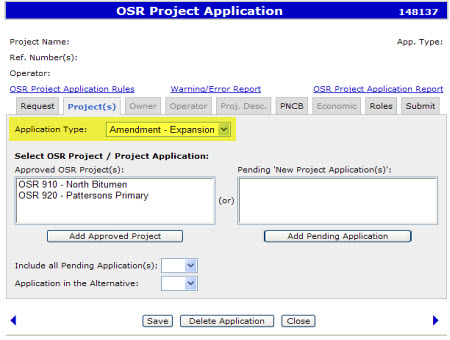 OSR Project Application 148137
Project Name: App. Type:
Ref. Number(s):
Operator:
OSR Project Application Rules Warning/Error Report OSR Project Application Report
Request Project(s) Owner Operator Proj. Desc. PNCB Economic Roles Submit
Application Type: Amendment - Expansion
Select OSR Project / Project Application:
Approved OSR Project(s): Pending 'New Project Application(s)':
OSR 910 - North Bitumen
OSR 920 - Pattersons Primary
(or)
Add Approved Project Add Pending Application
Include all Pending Application(s):
Application in the Alternative:
Save Delete Application Close